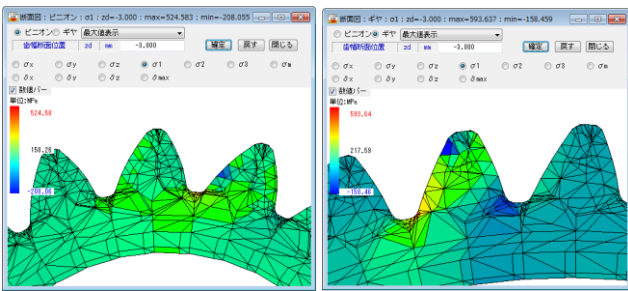 断面図：ピニオン：σ1：zd=-3.000：max=524.583：min=-208.055
ピニオン ギヤ 最大値表示
歯幅断面位置 zd mm -3.000 確定 戻す 閉じる
σx σy σz σ1 σ2 σ3 σm
δx δy δz δmax
数値バー
単位:MPa
524.58
158.26
-208.06
断面図：ギヤ：σ1：zd=-3.000：max=593.637：min=-158.459
ピニオン ギヤ 最大値表示
歯幅断面位置 zd mm -3.000 確定 戻す 閉じる
σx σy σz σ1 σ2 σ3 σm
δx δy δz δmax
数値バー
単位:MPa
593.64
217.59
-158.46